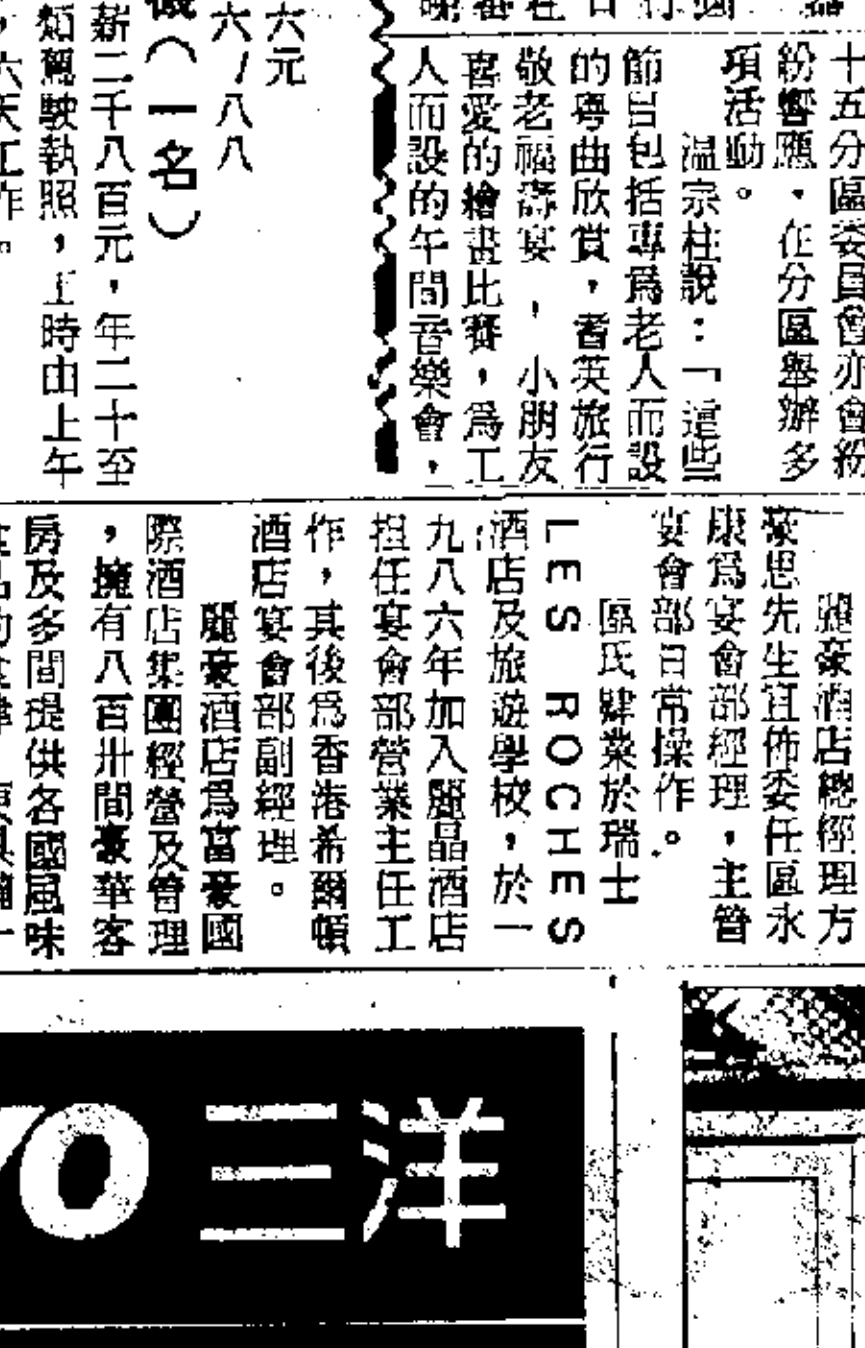 十五分區委員會亦會紛
紛響應，在分區舉辦多
項活動。
溫宗柱說：「這些
節目包括專爲老人而設
的粵曲欣賞，耆英旅行
敬老福壽宴，小朋友
喜愛的繪畫比賽，爲工
人而設的午間音樂會，
六元
六/八八
（一名）
薪二千八百元，年二十至
類駕駛執照，工時由上午
，六天工作。
麗豪酒店總經理方
豪思先生宣佈委任區永
康爲宴會部經理，主管
宴會部日常操作。
區氏肄業於瑞士
LES ROCHES
酒店及旅遊學校，於一
九八六年加入麗晶酒店
担任宴會部營業主任工
作，其後爲香港希爾頓
酒店宴會部副經理。
麗豪酒店爲富豪國
際酒店集團經營及管理
，擁有八百卅間豪華客
房及多間提供各國風味
YO 三洋